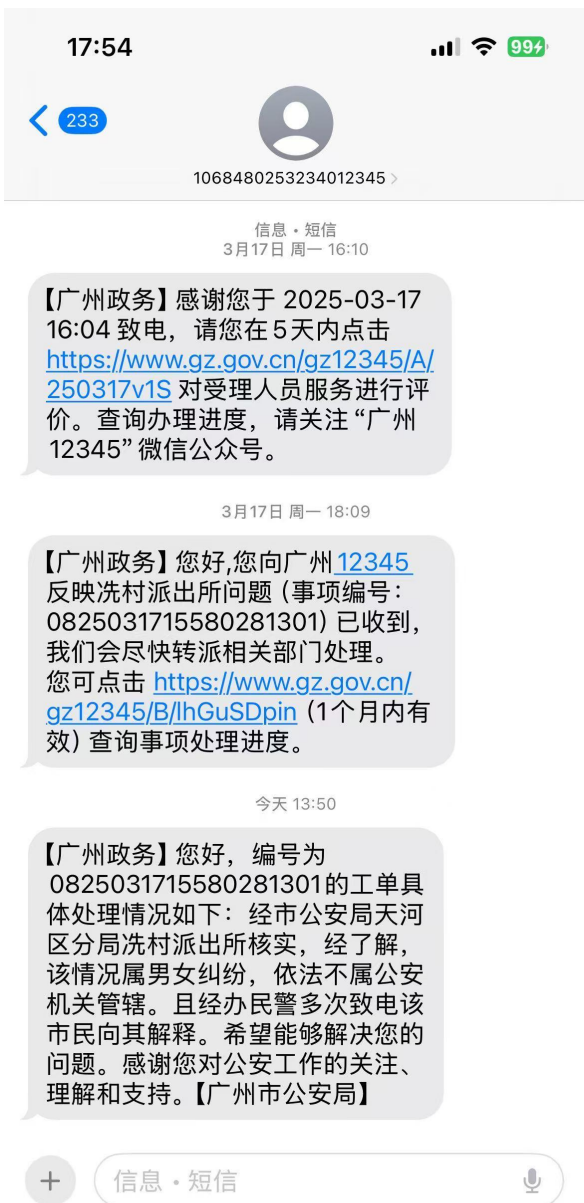 17:54
99
233
1068480253234012345
信息・短信
3月17日 周一 16:10
【广州政务】感谢您于 2025-03-17
16:04 致电，请您在5天内点击
https://www.gz.gov.cn/gz12345/A/
250317v1S 对受理人员服务进行评
价。查询办理进度，请关注“广州
12345”微信公众号。
3月17日 周一 18:09
【广州政务】您好,您向广州 12345
反映冼村派出所问题（事项编号：
0825031715580281301）已收到，
我们会尽快转派相关部门处理。
您可点击 https://www.gz.gov.cn/
gz12345/B/lhGuSDpin（1个月内有
效）查询事项处理进度。
今天 13:50
【广州政务】您好，编号为
0825031715580281301的工单具
体处理情况如下：经市公安局天河
区分局冼村派出所核实，经了解，
该情况属男女纠纷，依法不属公安
机关管辖。且经办民警多次致电该
市民向其解释。希望能够解决您的
问题。感谢您对公安工作的关注、
理解和支持。【广州市公安局】
信息・短信